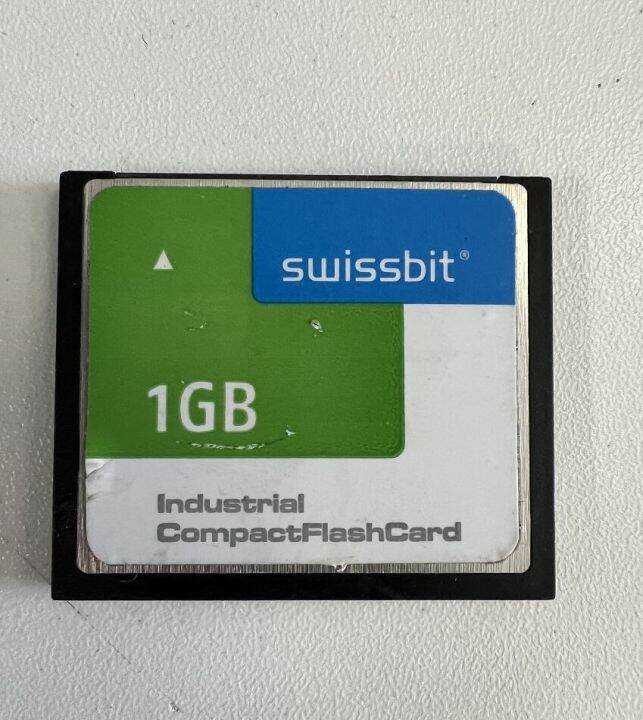 swissbit®
1GB
Industrial
CompactFlashCard